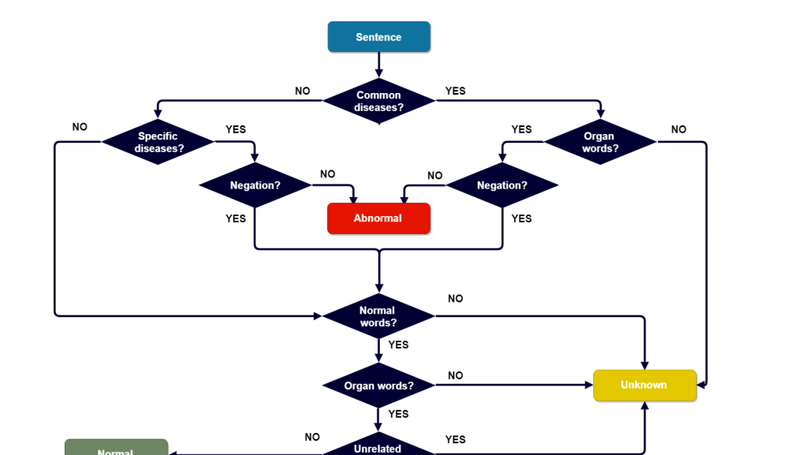 Sentence
NO
Common
diseases?
YES
NO
Specific
diseases?
YES
YES
Organ
words?
NO
Negation?
NO
NO
Negation?
YES
Abnormal
YES
Normal
words?
NO
YES
Organ words?
NO
Unknown
YES
NO
Unrelated
YES
Normal